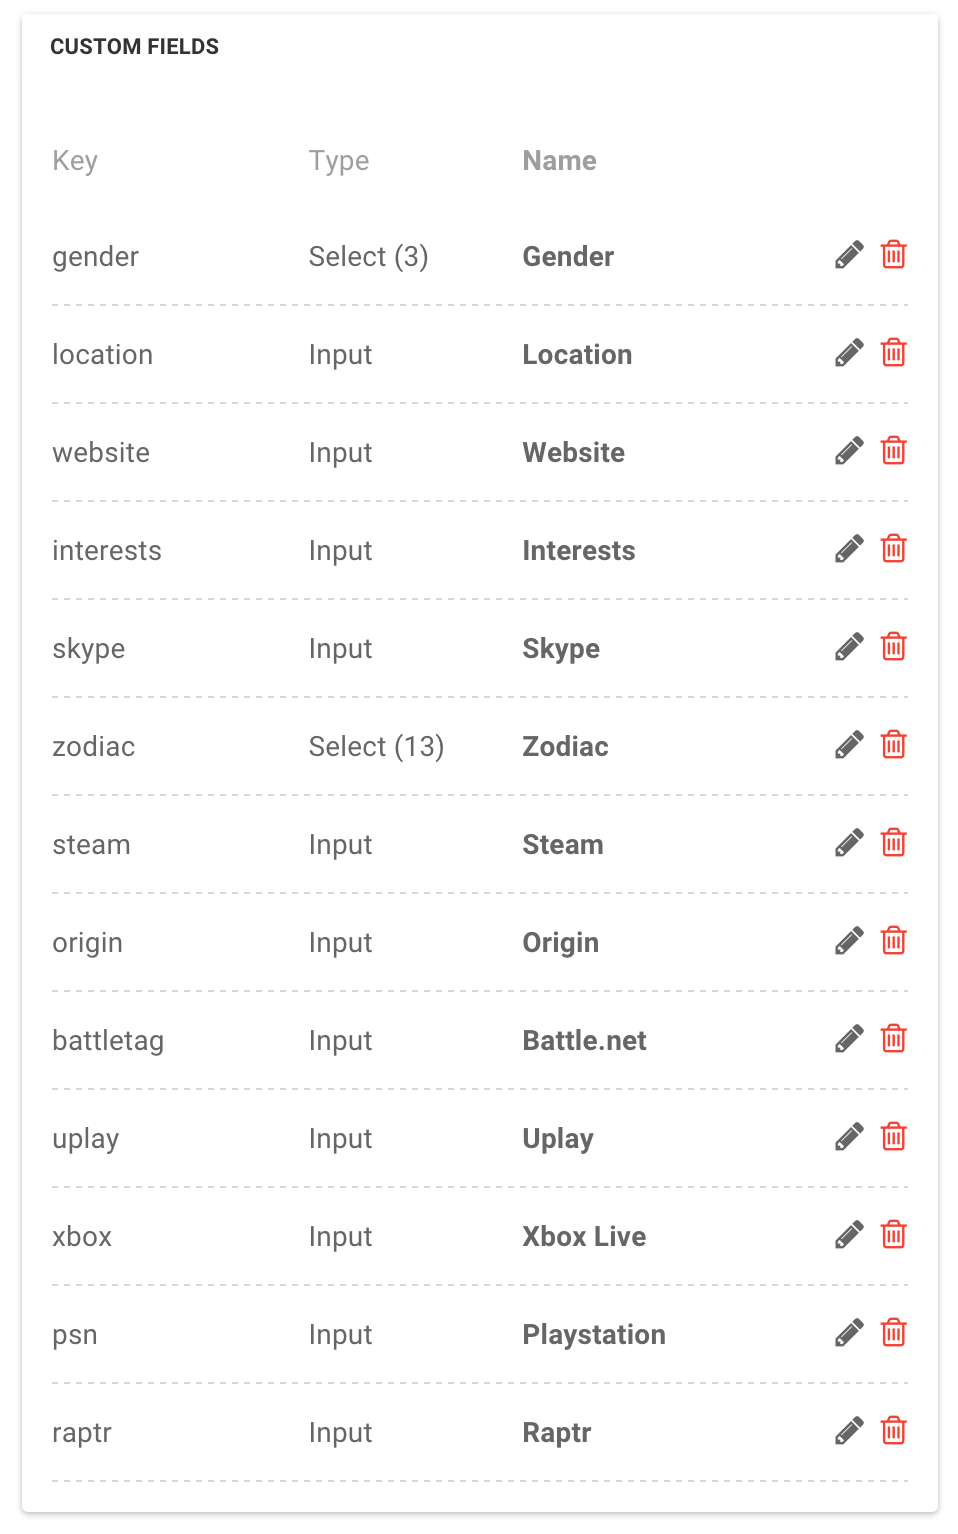 CUSTOM FIELDS
Key Type Name
gender Select (3) Gender
location Input Location
website Input Website
interests Input Interests
skype Input Skype
zodiac Select (13) Zodiac
steam Input Steam
origin Input Origin
battletag Input Battle.net
uplay Input Uplay
xbox Input Xbox Live
psn Input Playstation
raptr Input Raptr